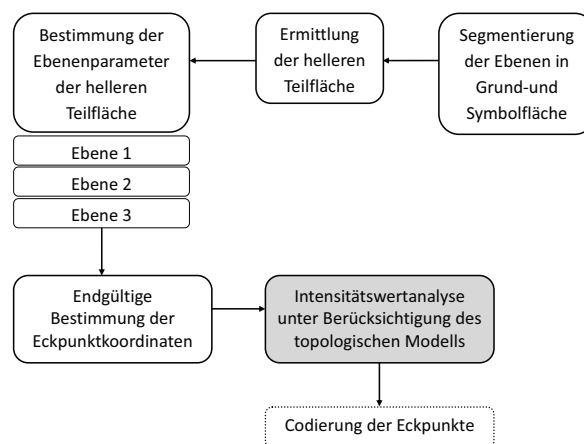 Bestimmung der
Ebenenparameter
der helleren
Teilfläche
Ermittlung
der helleren
Teilfläche
Segmentierung
der Ebenen in
Grund-und
Symbolfläche
Ebene 1
Ebene 2
Ebene 3
Endgültige
Bestimmung der
Eckpunktkoordinaten
Intensitätswertanalyse
unter Berücksichtigung des
topologischen Modells
Codierung der Eckpunkte